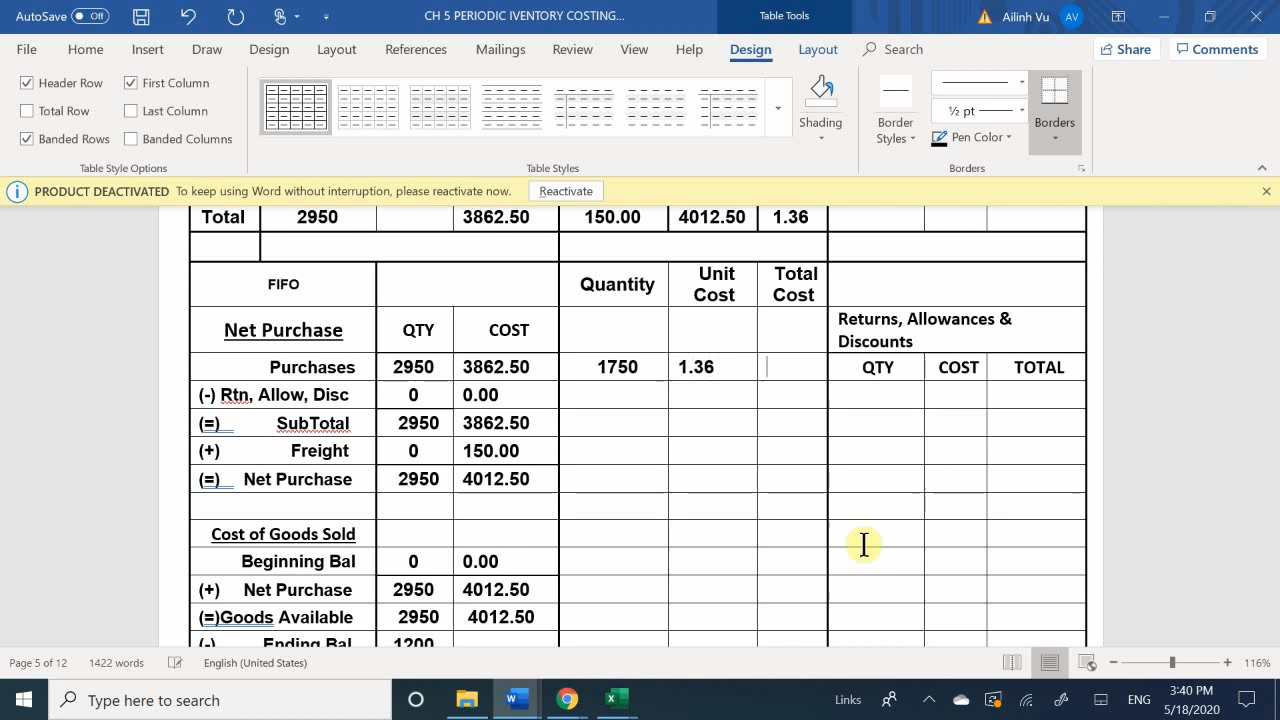 AutoSave Off CH 5 PERIODIC IVENTORY COSTING... Table Tools Ailinh Vu AV
File Home Insert Draw Design Layout References Mailings Review View Help Design Layout Search Share Comments
Header Row First Column
Total Row Last Column
Banded Rows Banded Columns
Shading
Border Styles
½ pt
Pen Color
Borders
Table Style Options Table Styles Borders
PRODUCT DEACTIVATED To keep using Word without interruption, please reactivate now. Reactivate
Total 2950 3862.50 150.00 4012.50 1.36
FIFO Quantity Unit Cost Total Cost
Net Purchase QTY COST Returns, Allowances & Discounts
Purchases 2950 3862.50 1750 1.36 QTY COST TOTAL
(-) Rtn, Allow, Disc 0 0.00
(=) SubTotal 2950 3862.50
(+) Freight 0 150.00
(=) Net Purchase 2950 4012.50
Cost of Goods Sold
Beginning Bal 0 0.00
(+) Net Purchase 2950 4012.50
(=)Goods Available 2950 4012.50
(-) Ending Bal 1200
Page 5 of 12 1422 words English (United States) 116%
Type here to search Links ENG 3:40 PM
5/18/2020